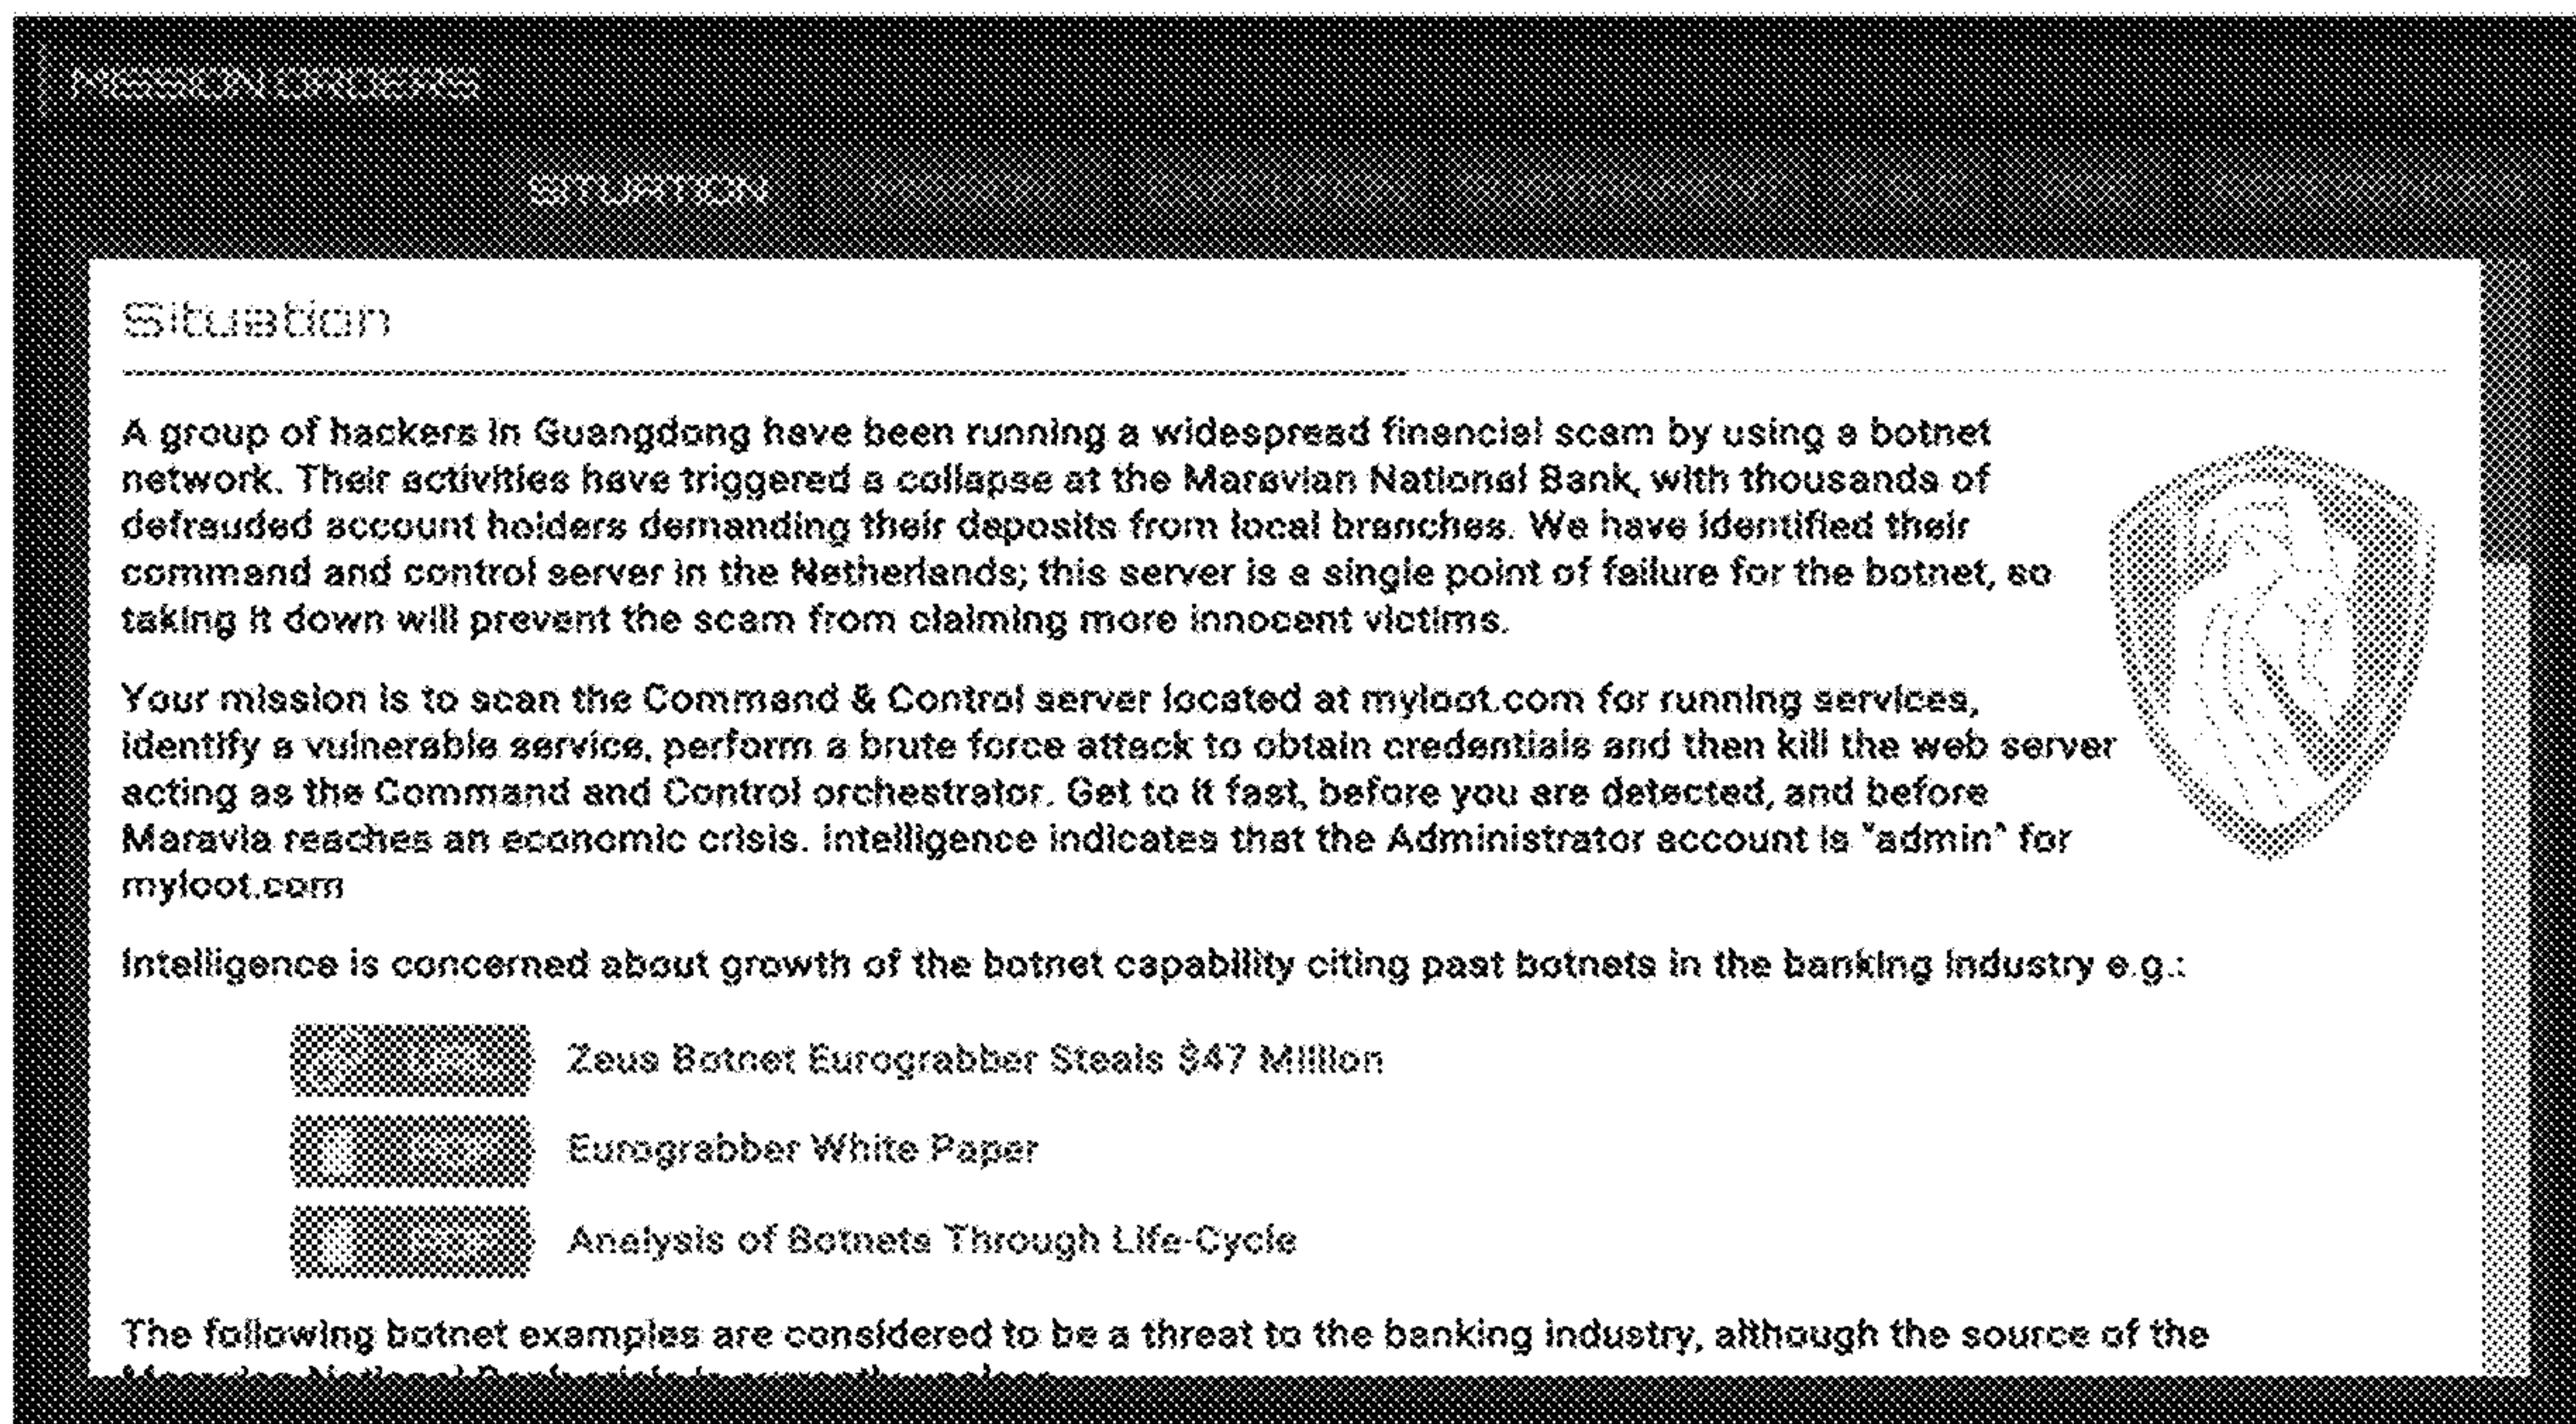 MISSION ORDERS
SITUATION
Situation
A group of hackers in Guangdong have been running a widespread financial scam by using a botnet
network. Their activities have triggered a collapse at the Maravian National Bank, with thousands of
defrauded account holders demanding their deposits from local branches. We have identified their
command and control server in the Netherlands; this server is a single point of failure for the botnet, so
taking it down will prevent the scam from claiming more innocent victims.
Your mission is to scan the Command & Control server located at myloot.com for running services,
identify a vulnerable service, perform a brute force attack to obtain credentials and then kill the web server
acting as the Command and Control orchestrator. Get to it fast, before you are detected, and before
Maravia reaches an economic crisis. Intelligence indicates that the Administrator account is "admin" for
myloot.com
Intelligence is concerned about growth of the botnet capability citing past botnets in the banking industry e.g.:
Zeus Botnet Eurograbber Steals $47 Million
Eurograbber White Paper
Analysis of Botnets Through Life-Cycle
The following botnet examples are considered to be a threat to the banking industry, although the source of the